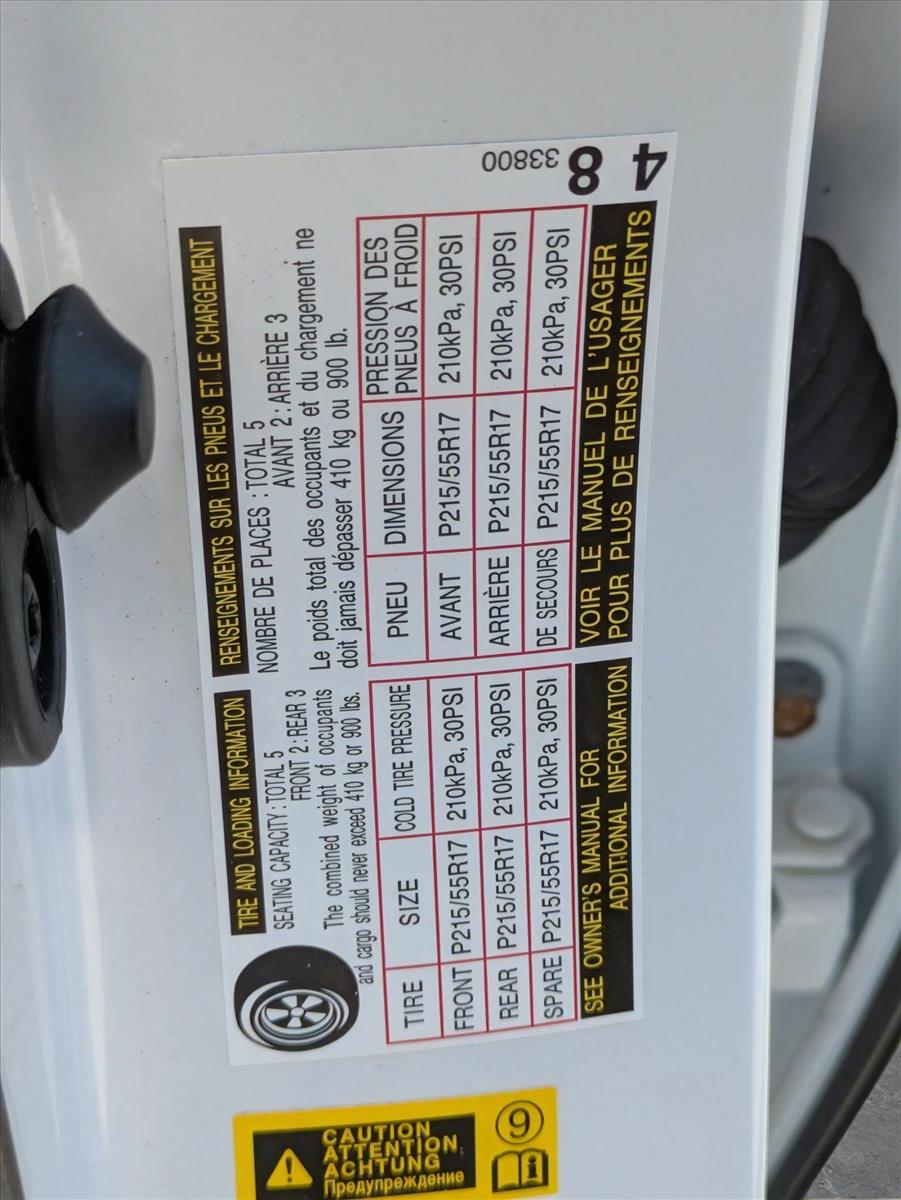 TIRE AND LOADING INFORMATION
SEATING CAPACITY : TOTAL 5
FRONT 2 : REAR 3
The combined weight of occupants
and cargo should never exceed 410 kg or 900 lbs.
TIRE SIZE COLD TIRE PRESSURE
FRONT P215/55R17 210kPa, 30PSI
REAR P215/55R17 210kPa, 30PSI
SPARE P215/55R17 210kPa, 30PSI
SEE OWNER'S MANUAL FOR
ADDITIONAL INFORMATION
RENSEIGNEMENTS SUR LES PNEUS ET LE CHARGEMENT
NOMBRE DE PLACES : TOTAL 5
AVANT 2 : ARRIÈRE 3
Le poids total des occupants et du chargement ne
doit jamais dépasser 410 kg ou 900 lb.
PNEU DIMENSIONS PRESSION DES
PNEUS À FROID
AVANT P215/55R17 210kPa, 30PSI
ARRIÈRE P215/55R17 210kPa, 30PSI
DE SECOURS P215/55R17 210kPa, 30PSI
VOIR LE MANUEL DE L'USAGER
POUR PLUS DE RENSEIGNEMENTS
33800
8
4
CAUTION
ATTENTION
ACHTUNG
Предупреждение
9